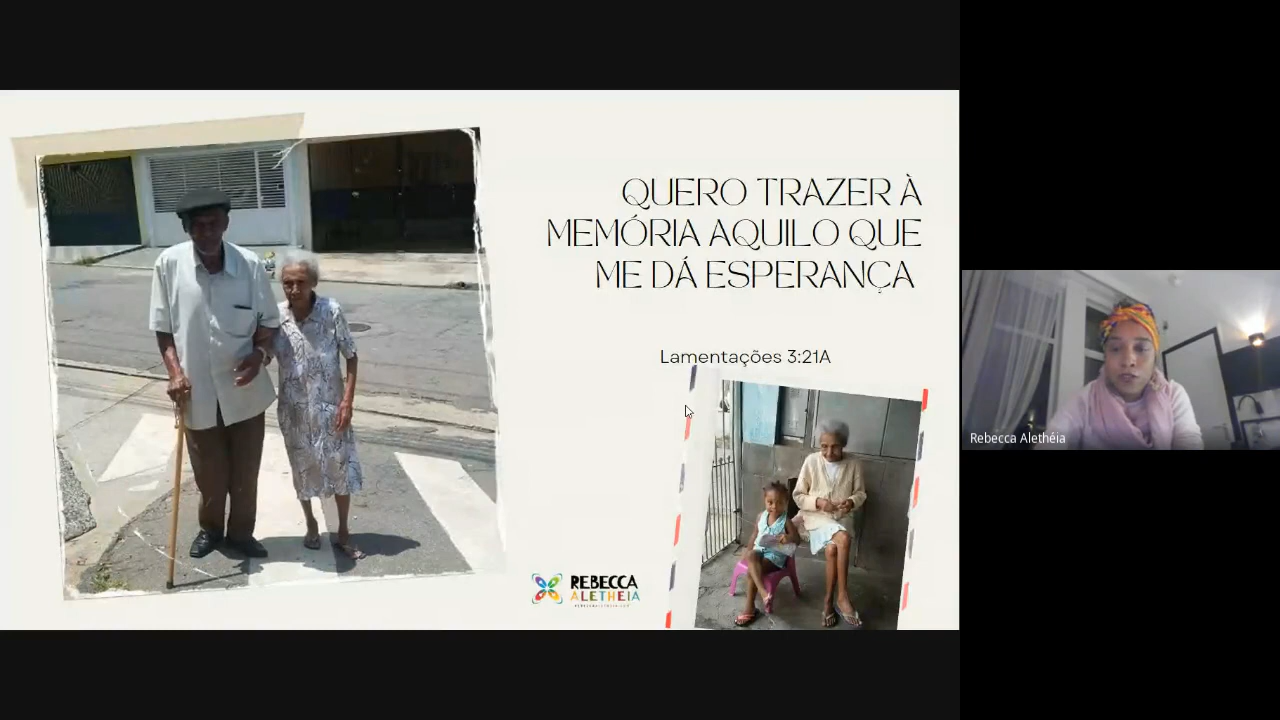 QUERO TRAZER À
MEMÓRIA AQUILO QUE
ME DÁ ESPERANÇA
Lamentações 3:21A
REBECCA
ALETHEIA
Rebecca Alethéia